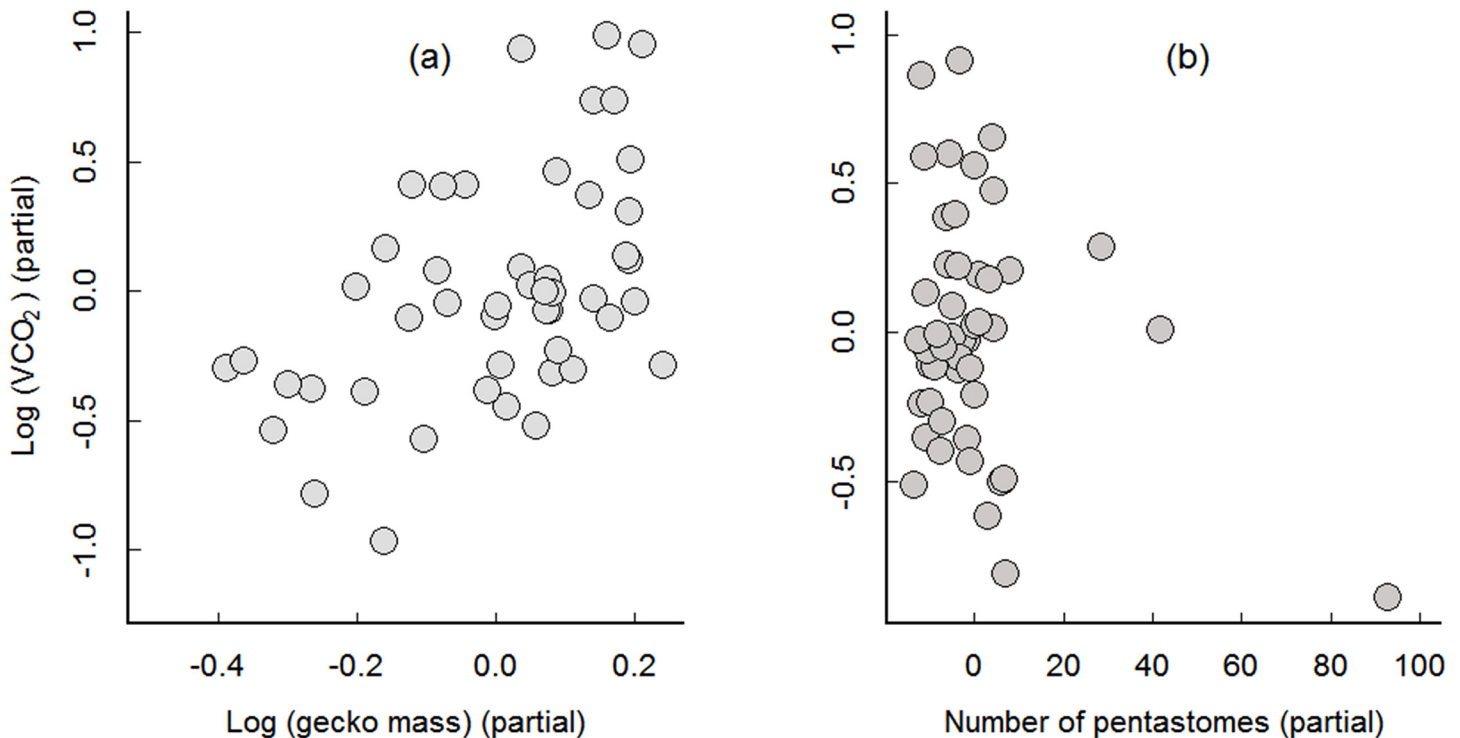 (a)
Log (VCO₂) (partial)
1.0
0.5
0.0
-0.5
-1.0
-0.4 -0.2 0.0 0.2
Log (gecko mass) (partial)
(b)
1.0
0.5
0.0
-0.5
0 20 40 60 80 100
Number of pentastomes (partial)